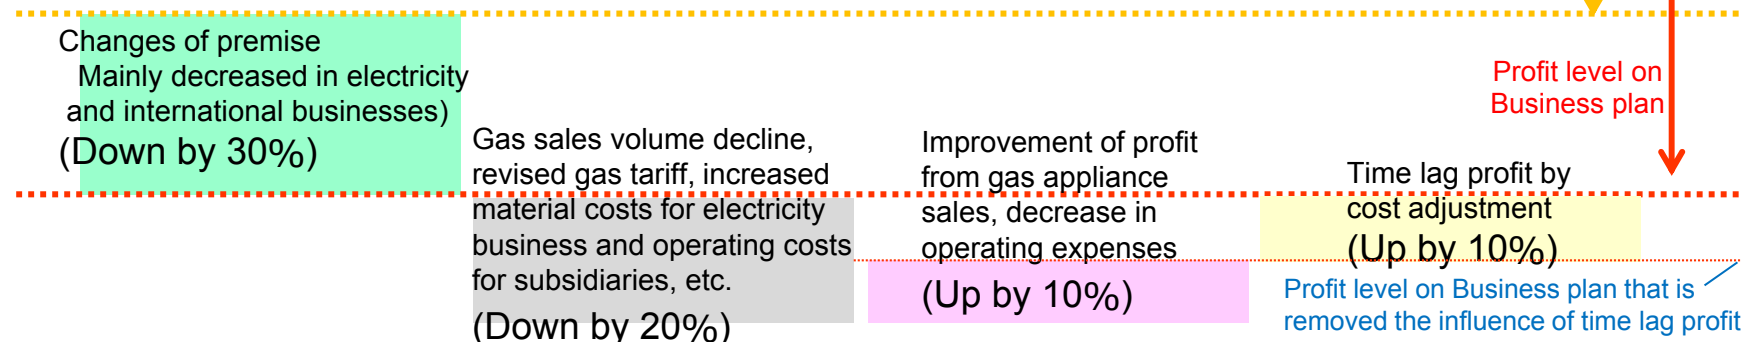 Changes of premise
Mainly decreased in electricity
and international businesses)
(Down by 30%)
Gas sales volume decline,
revised gas tariff, increased
material costs for electricity
business and operating costs
for subsidiaries, etc.
(Down by 20%)
Improvement of profit
from gas appliance
sales, decrease in
operating expenses
(Up by 10%)
Profit level on
Business plan
Time lag profit by
cost adjustment
(Up by 10%)
Profit level on Business plan that is
removed the influence of time lag profit